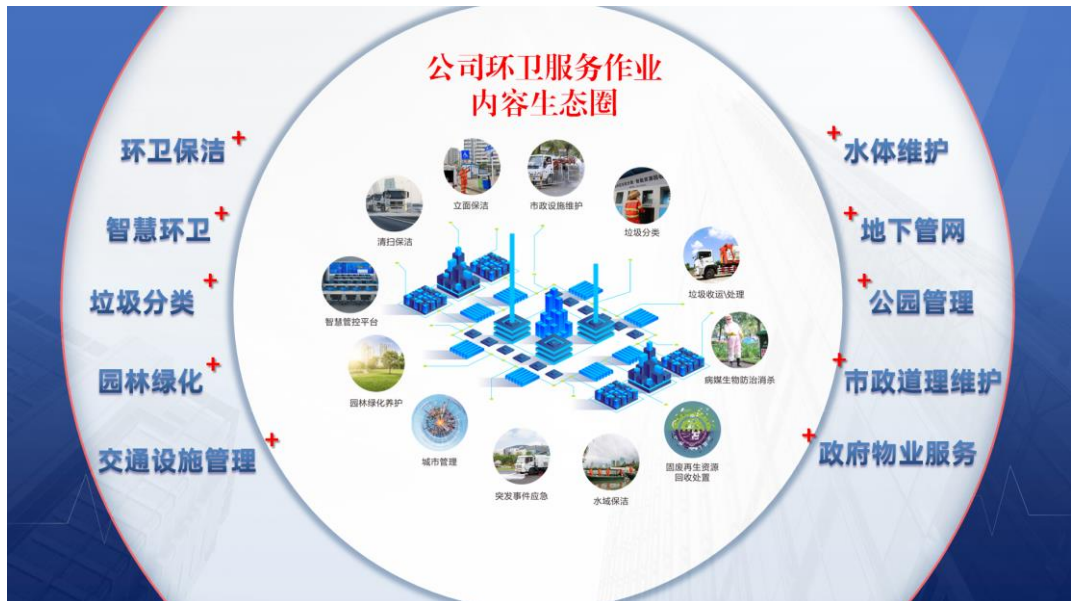 公司环卫服务作业
内容生态圈
环卫保洁
智慧环卫
垃圾分类
园林绿化
交通设施管理
立面保洁
市政设施维护
清扫保洁
垃圾分类
智慧管控平台
垃圾收运\处理
园林绿化养护
病媒生物防治消杀
城市管理
突发事件应急
水域保洁
固废再生资源
回收处置
水体维护
地下管网
公园管理
市政道理维护
政府物业服务